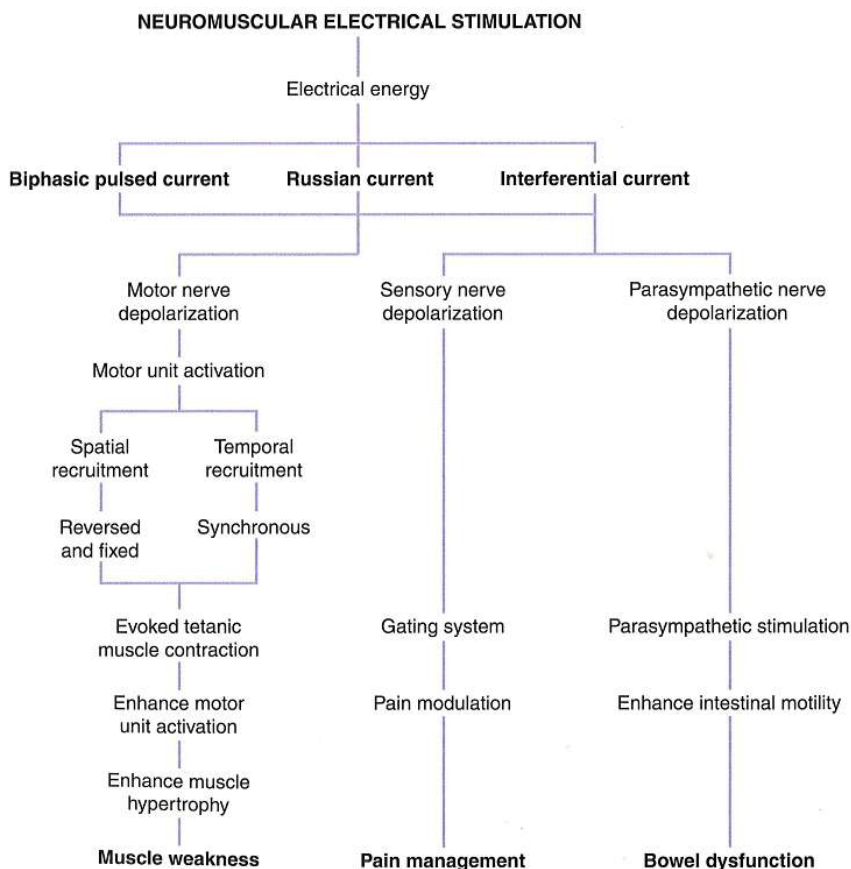 NEUROMUSCULAR ELECTRICAL STIMULATION
Electrical energy
Biphasic pulsed current
Russian current
Interferential current
Motor nerve
depolarization
Sensory nerve
depolarization
Parasympathetic nerve
depolarization
Motor unit activation
Spatial
recruitment
Temporal
recruitment
Reversed
and fixed
Synchronous
Evoked tetanic
muscle contraction
Gating system
Parasympathetic stimulation
Enhance motor
unit activation
Pain modulation
Enhance intestinal motility
Enhance muscle
hypertrophy
Muscle weakness
Pain management
Bowel dysfunction